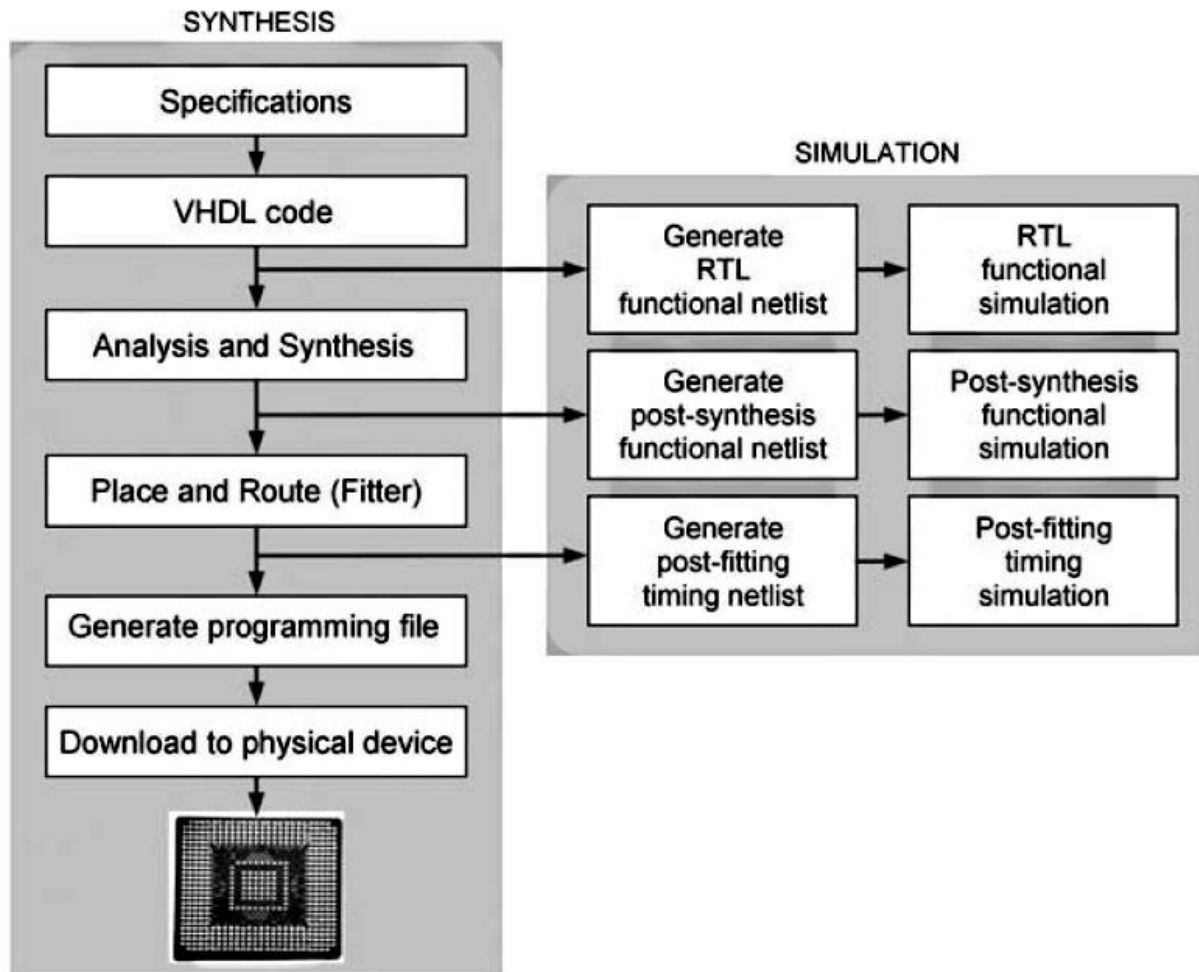 SYNTHESIS
Specifications
VHDL code
Analysis and Synthesis
Place and Route (Fitter)
Generate programming file
Download to physical device
SIMULATION
Generate
RTL
functional netlist
RTL
functional
simulation
Generate
post-synthesis
functional netlist
Post-synthesis
functional
simulation
Generate
post-fitting
timing netlist
Post-fitting
timing
simulation